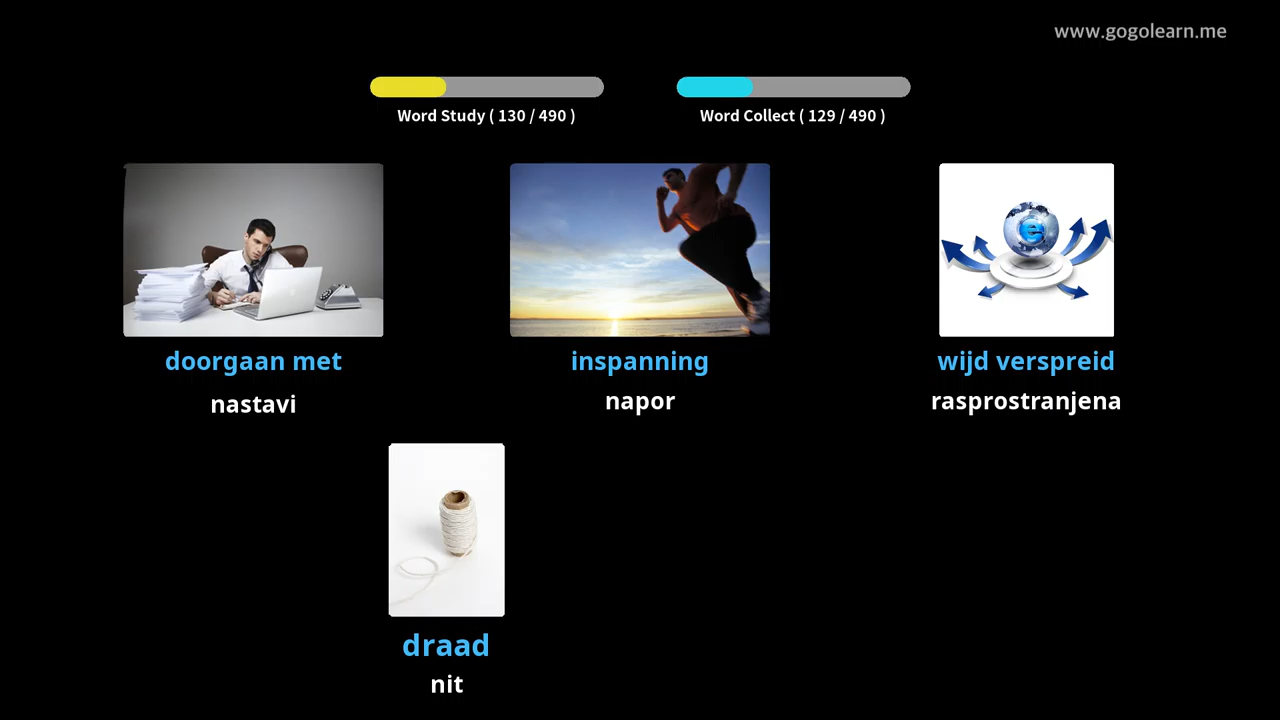 www.gogolearn.me
Word Study ( 130 / 490 )
Word Collect ( 129 / 490 )
doorgaan met
nastavi
inspanning
napor
wijd verspreid
rasprostranjena
draad
nit